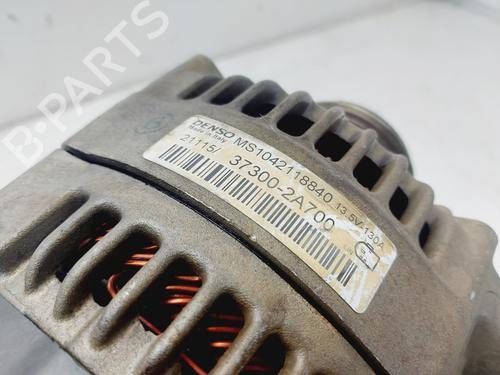 B-PARTS
DENSO MS1042118840 13.5V 130A
Made in Italy
21115
37300-2A700